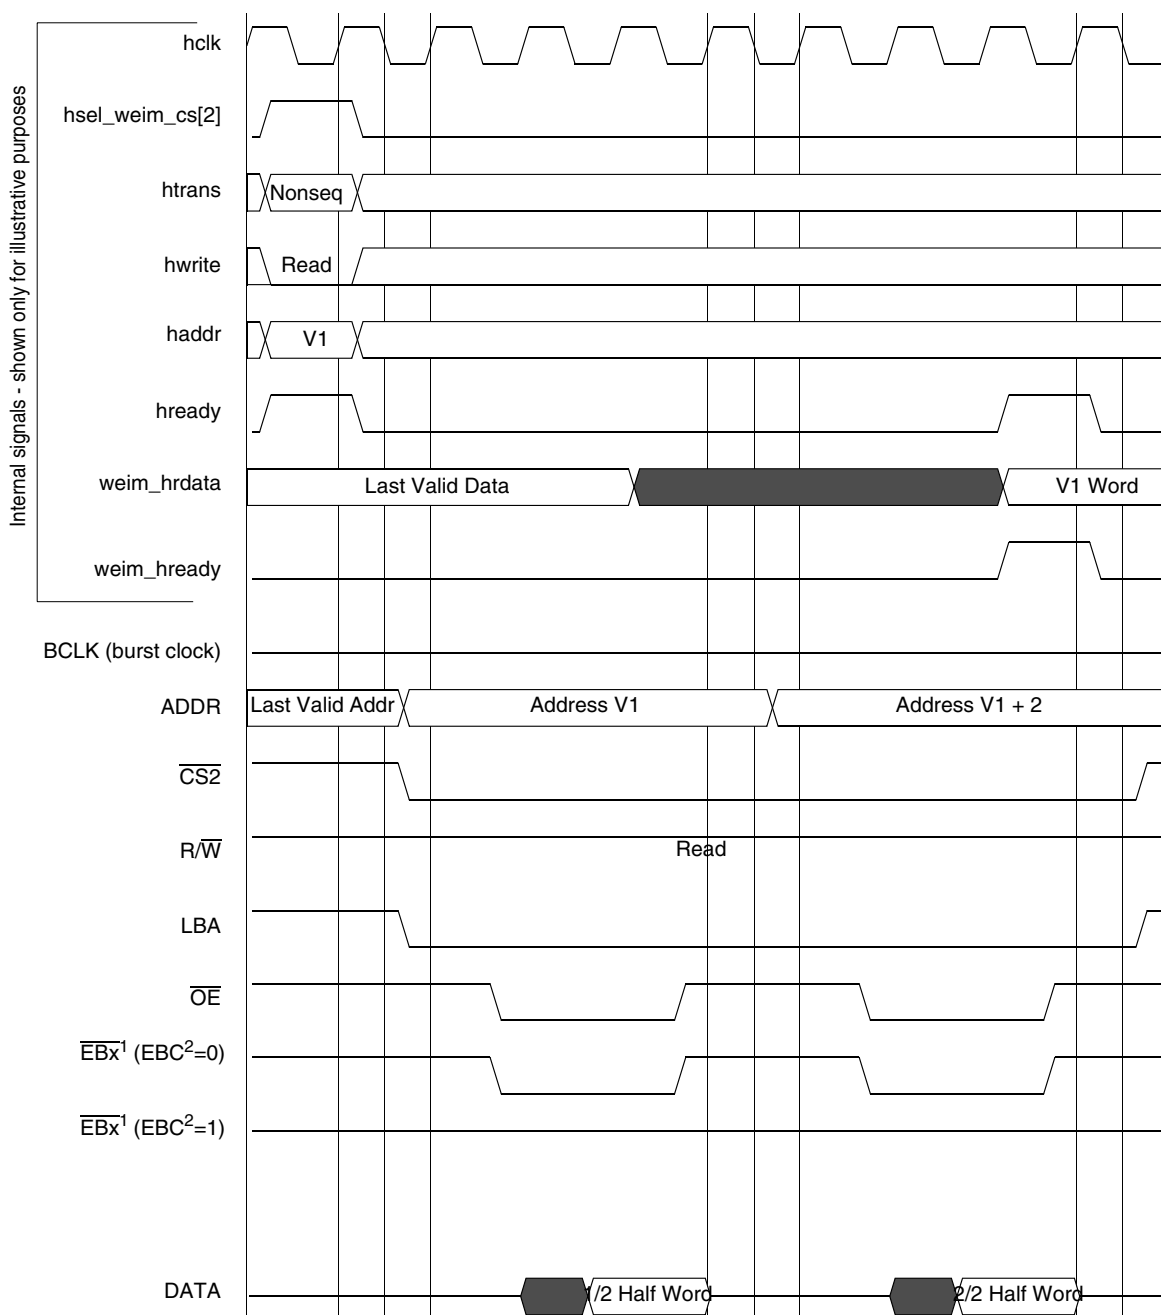 Internal signals - shown only for illustrative purposes
hclk
hsel_weim_cs[2]
htrans Nonseq
hwrite Read
haddr V1
hready
weim_hrdata Last Valid Data V1 Word
weim_hready
BCLK (burst clock)
ADDR Last Valid Addr Address V1 Address V1 + 2
CS2
R/W Read
LBA
OE
EBx1 (EBC2=0)
EBx1 (EBC2=1)
DATA 1/2 Half Word 2/2 Half Word